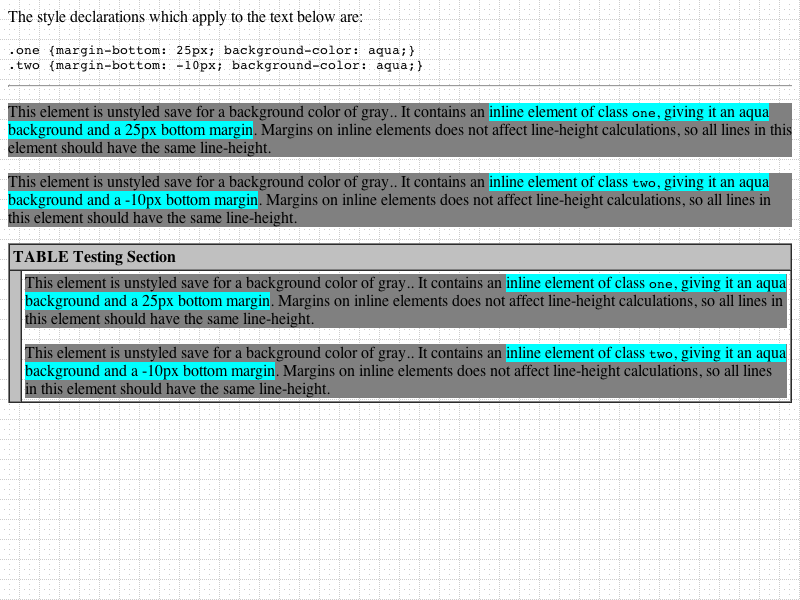 The style declarations which apply to the text below are:
.one {margin-bottom: 25px; background-color: aqua;}
.two {margin-bottom: -10px; background-color: aqua;}
This element is unstyled save for a background color of gray.. It contains an inline element of class one, giving it an aqua
background and a 25px bottom margin. Margins on inline elements does not affect line-height calculations, so all lines in this
element should have the same line-height.
This element is unstyled save for a background color of gray.. It contains an inline element of class two, giving it an aqua
background and a -10px bottom margin. Margins on inline elements does not affect line-height calculations, so all lines in
this element should have the same line-height.
TABLE Testing Section
This element is unstyled save for a background color of gray.. It contains an inline element of class one, giving it an aqua
background and a 25px bottom margin. Margins on inline elements does not affect line-height calculations, so all lines in
this element should have the same line-height.
This element is unstyled save for a background color of gray.. It contains an inline element of class two, giving it an aqua
background and a -10px bottom margin. Margins on inline elements does not affect line-height calculations, so all lines
in this element should have the same line-height.